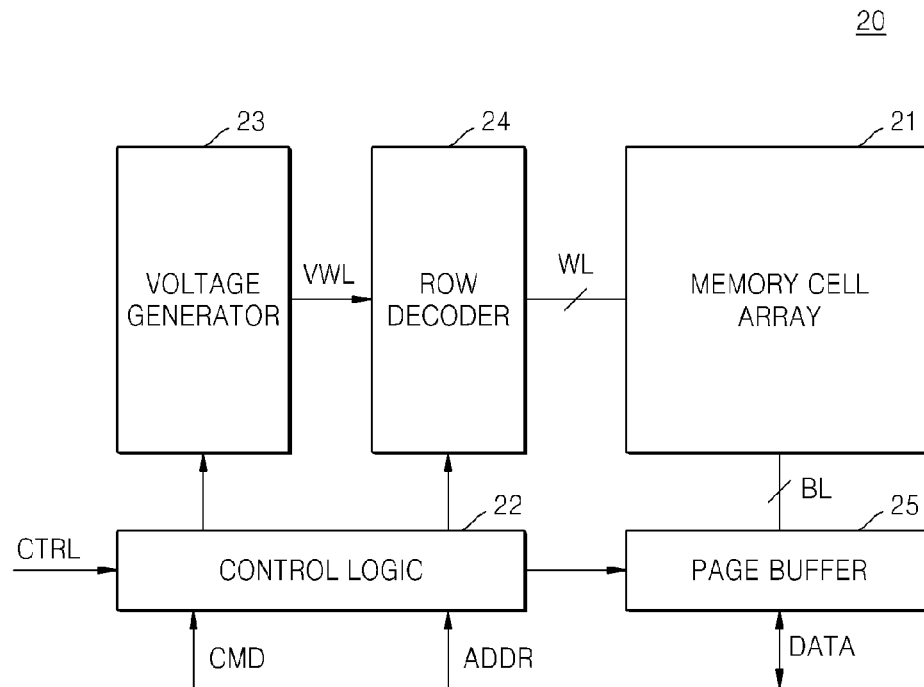 20
23
24
21
VOLTAGE
GENERATOR
VWL
ROW
DECODER
WL
MEMORY CELL
ARRAY
BL
22
25
CTRL
CONTROL LOGIC
PAGE BUFFER
CMD
ADDR
DATA